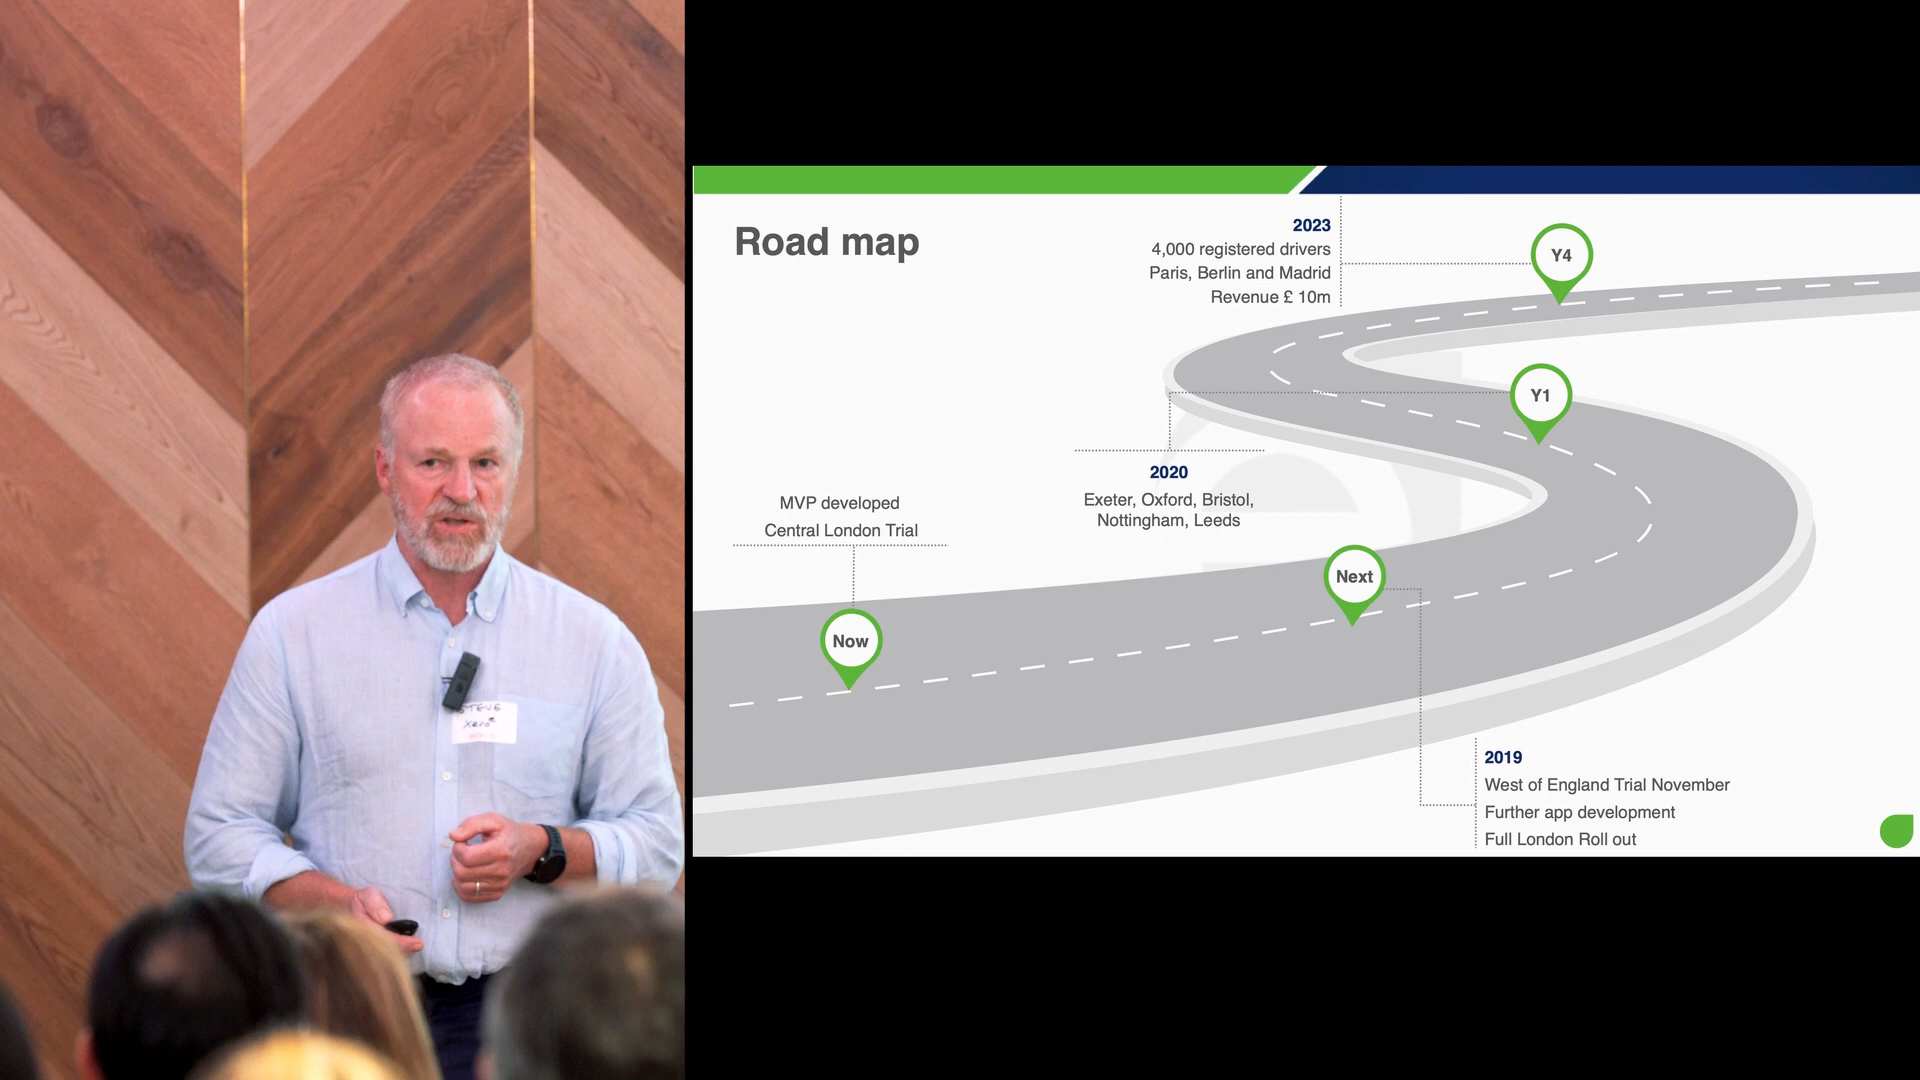 STEVE
Road map
2023
4,000 registered drivers
Paris, Berlin and Madrid
Revenue £ 10m
Y4
Y1
2020
Exeter, Oxford, Bristol,
Nottingham, Leeds
MVP developed
Central London Trial
Now
Next
2019
West of England Trial November
Further app development
Full London Roll out